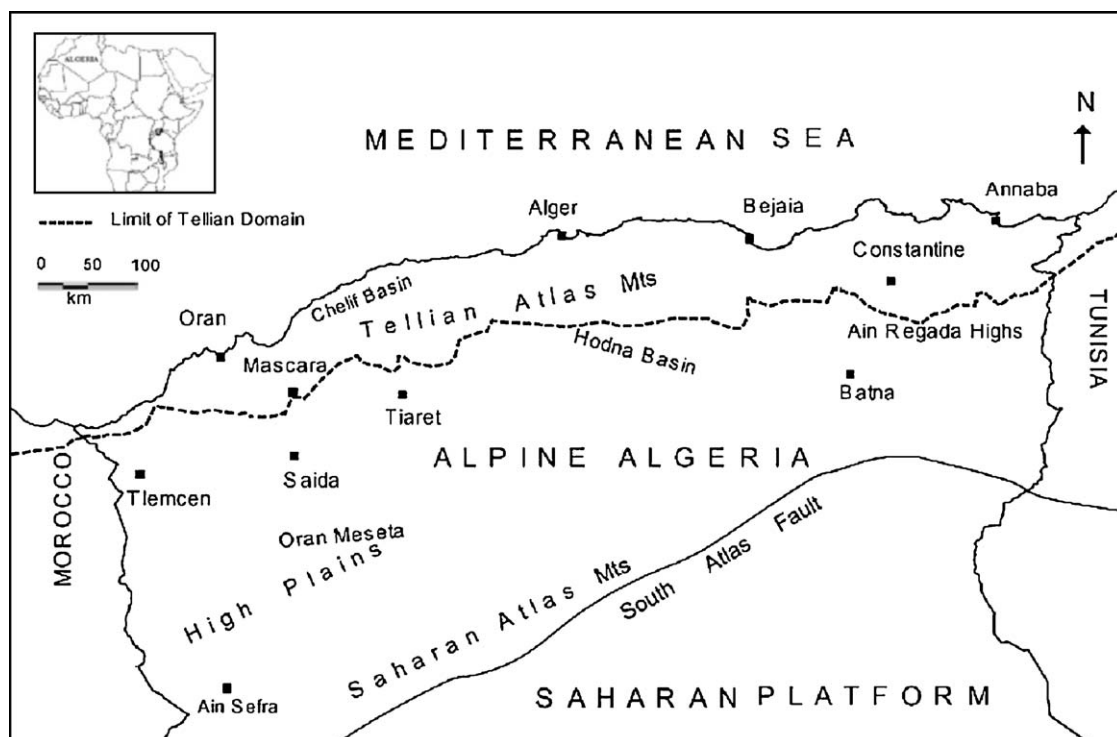 ALGERIA
MEDITERRANEAN SEA
N
Limit of Tellian Domain
0 50 100
km
Alger
Bejaia
Annaba
Constantine
Chelif Basin
Tellian Atlas Mts
Oran
Mascara
Hodna Basin
Ain Regada Highs
TUNISIA
Tiaret
Batna
MOROCCO
Tlemcen
Saida
ALPINE ALGERIA
Oran Meseta
High Plains
Saharan Atlas Mts
South Atlas Fault
Ain Sefra
SAHARAN PLATFORM